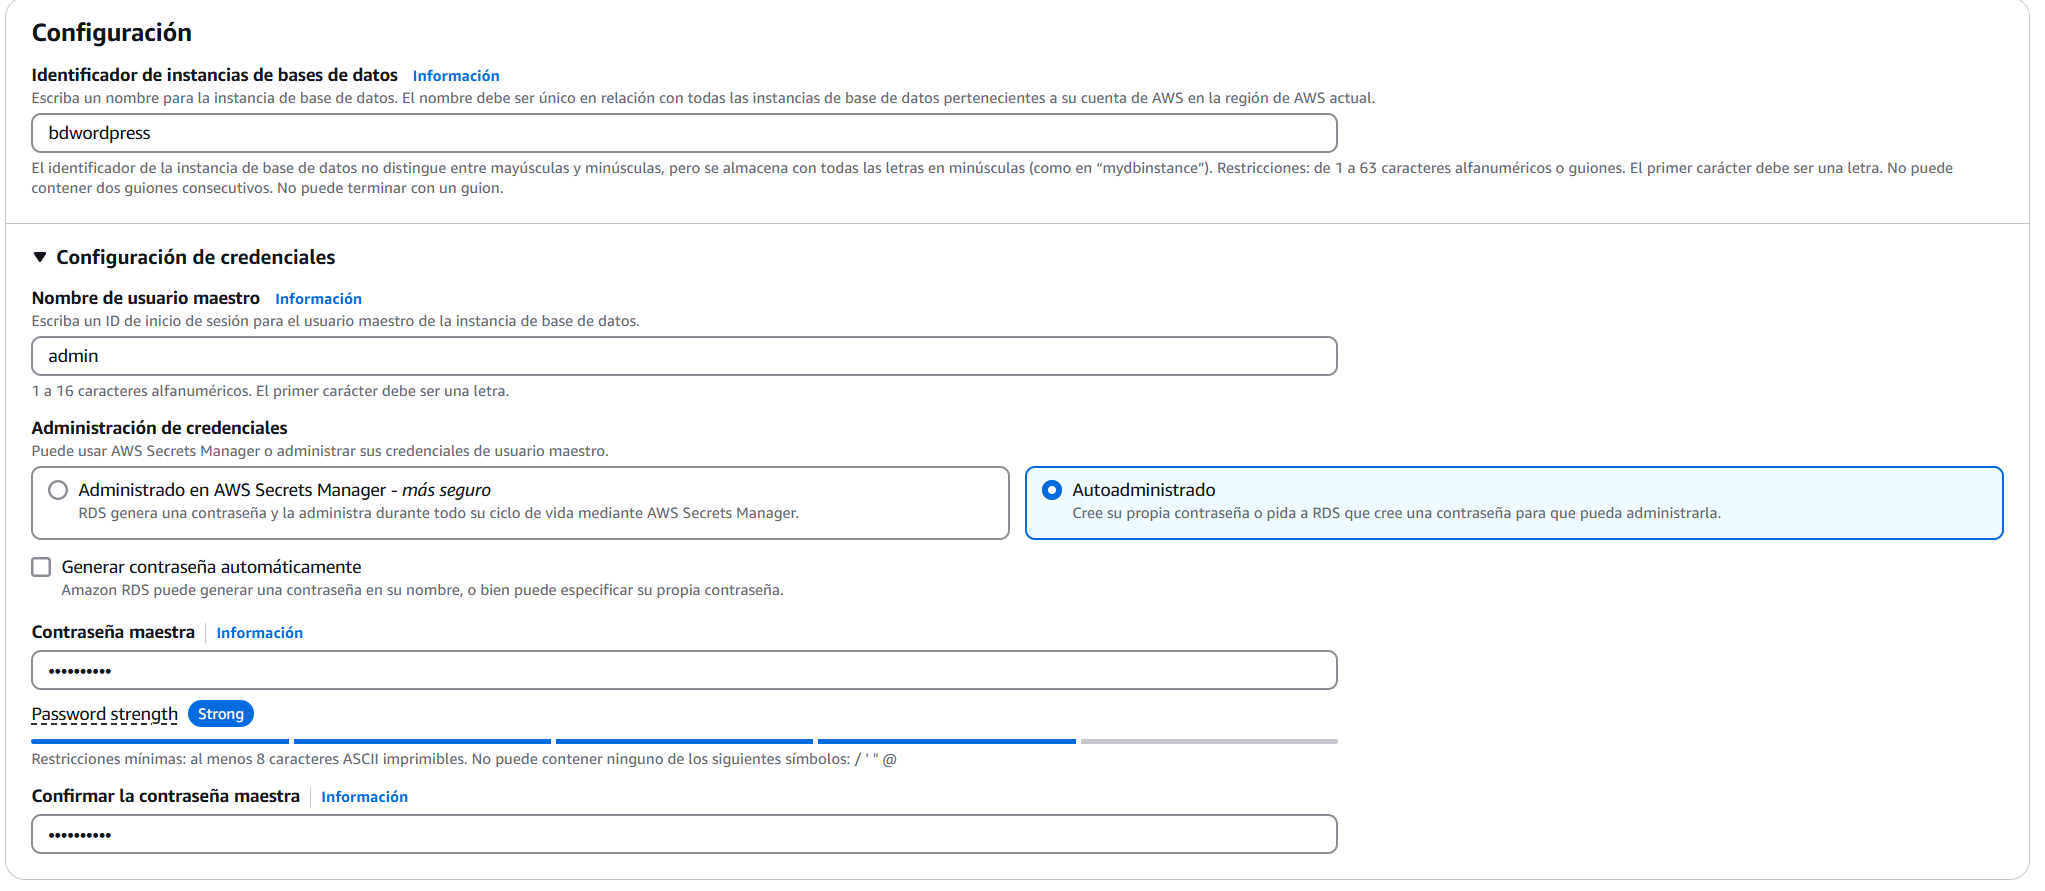 Configuración
Identificador de instancias de bases de datos Información
Escriba un nombre para la instancia de base de datos. El nombre debe ser único en relación con todas las instancias de base de datos pertenecientes a su cuenta de AWS en la región de AWS actual.
bdwordpress
El identificador de la instancia de base de datos no distingue entre mayúsculas y minúsculas, pero se almacena con todas las letras en minúsculas (como en “mydbinstance”). Restricciones: de 1 a 63 caracteres alfanuméricos o guiones. El primer carácter debe ser una letra. No puede
contener dos guiones consecutivos. No puede terminar con un guion.
Configuración de credenciales
Nombre de usuario maestro Información
Escriba un ID de inicio de sesión para el usuario maestro de la instancia de base de datos.
admin
1 a 16 caracteres alfanuméricos. El primer carácter debe ser una letra.
Administración de credenciales
Puede usar AWS Secrets Manager o administrar sus credenciales de usuario maestro.
Administrado en AWS Secrets Manager - más seguro
RDS genera una contraseña y la administra durante todo su ciclo de vida mediante AWS Secrets Manager.
Autoadministrado
Cree su propia contraseña o pida a RDS que cree una contraseña para que pueda administrarla.
Generar contraseña automáticamente
Amazon RDS puede generar una contraseña en su nombre, o bien puede especificar su propia contraseña.
Contraseña maestra Información
••••••••••
Password strength Strong
Restricciones mínimas: al menos 8 caracteres ASCII imprimibles. No puede contener ninguno de los siguientes símbolos: / ' " @
Confirmar la contraseña maestra Información
••••••••••